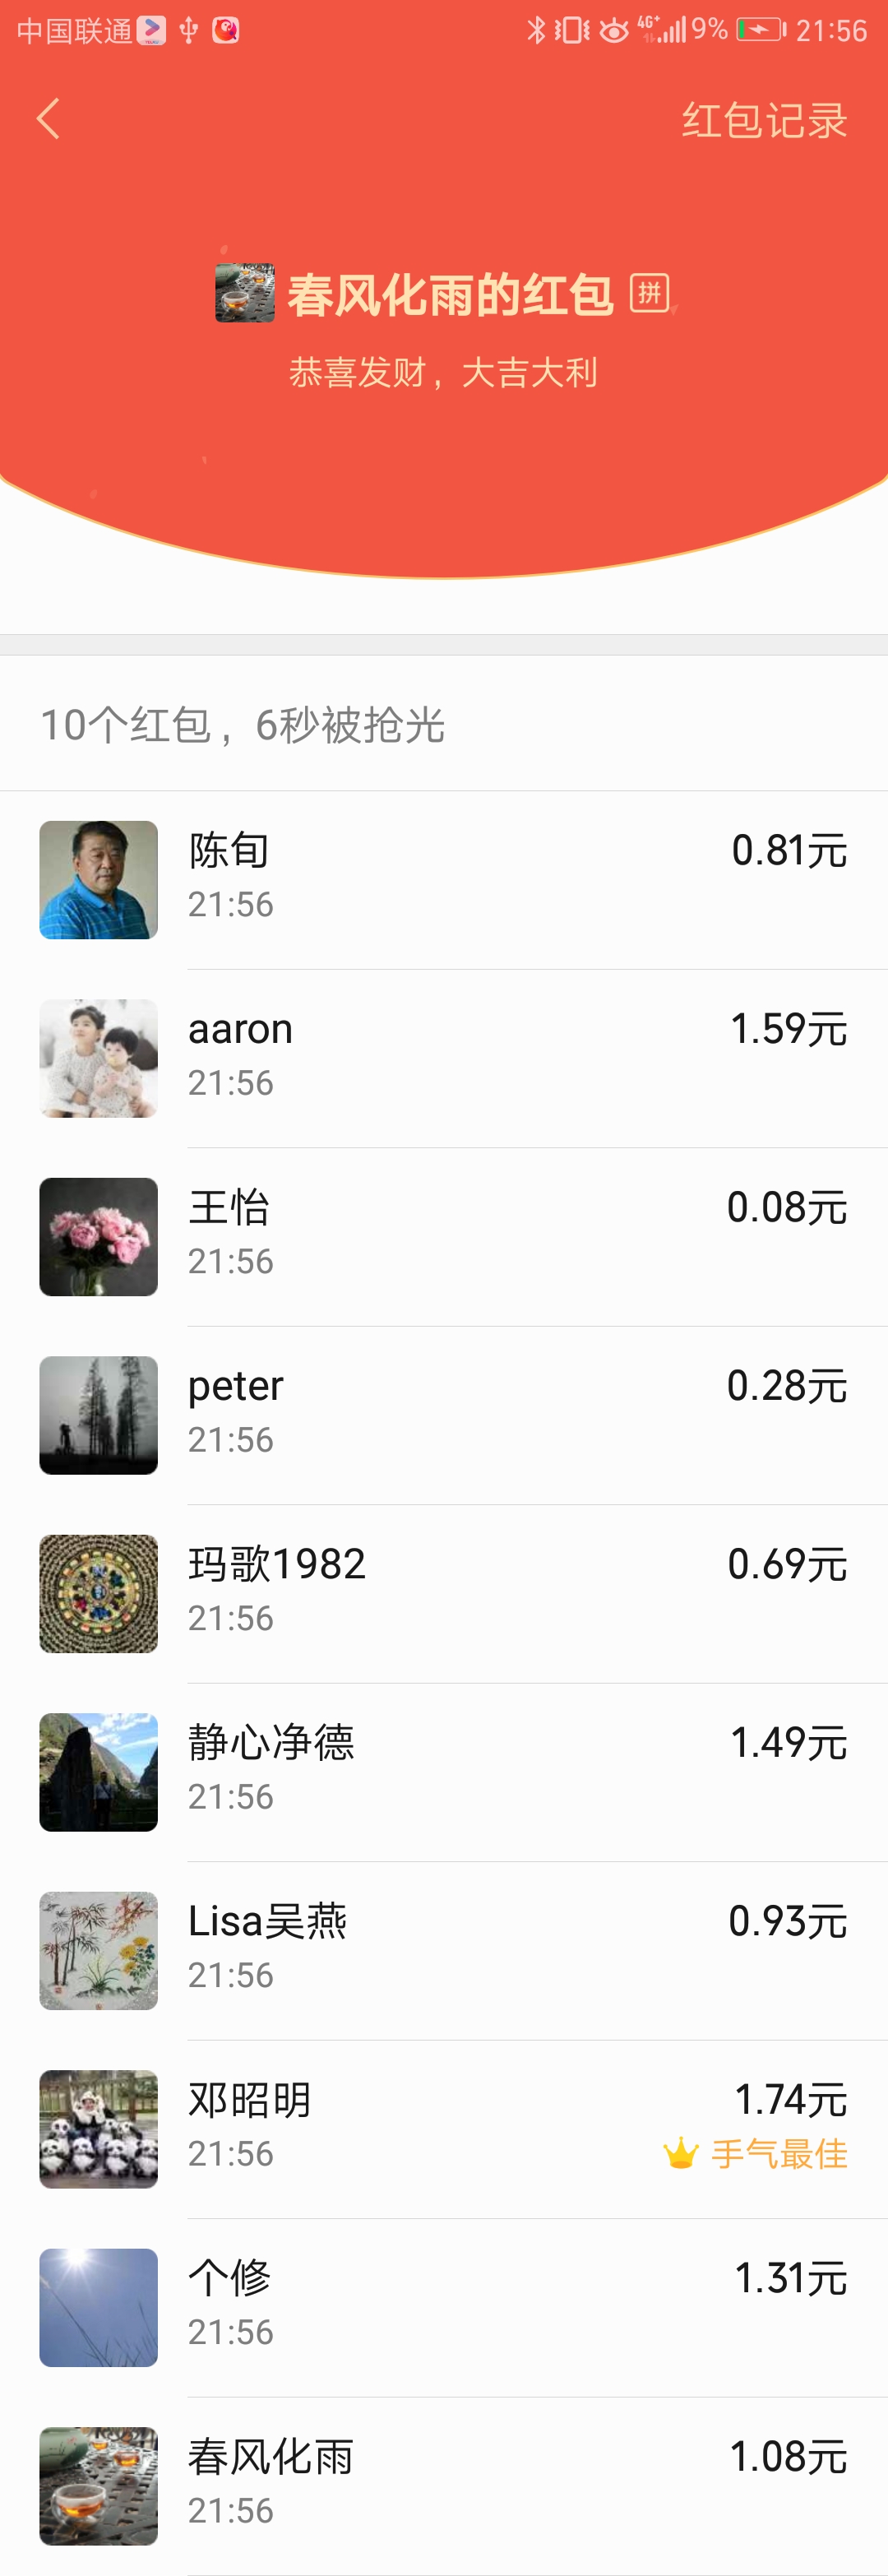 中国联通 4G+ 9% 21:56
红包记录
春风化雨的红包 拼
恭喜发财，大吉大利
10个红包，6秒被抢光
陈旬 0.81元
21:56
aaron 1.59元
21:56
王怡 0.08元
21:56
peter 0.28元
21:56
玛歌1982 0.69元
21:56
静心净德 1.49元
21:56
Lisa吴燕 0.93元
21:56
邓昭明 1.74元
21:56 手气最佳
个修 1.31元
21:56
春风化雨 1.08元
21:56